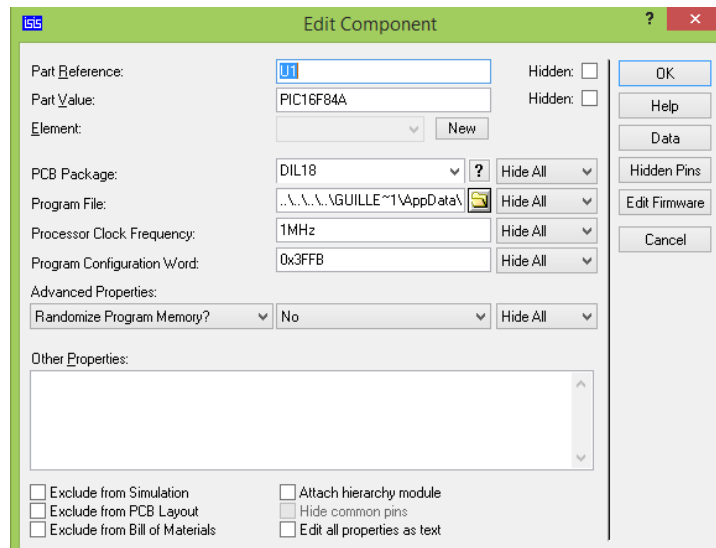 isis Edit Component ? ×
Part Reference: U1 Hidden: OK
Part Value: PIC16F84A Hidden: Help
Element: New Data
PCB Package: DIL18 ? Hide All Hidden Pins
Program File: ..\..\..\..\GUILLE~1\AppData\ Hide All Edit Firmware
Processor Clock Frequency: 1MHz Hide All Cancel
Program Configuration Word: 0x3FFB Hide All
Advanced Properties:
Randomize Program Memory? No Hide All
Other Properties:
Exclude from Simulation Attach hierarchy module
Exclude from PCB Layout Hide common pins
Exclude from Bill of Materials Edit all properties as text